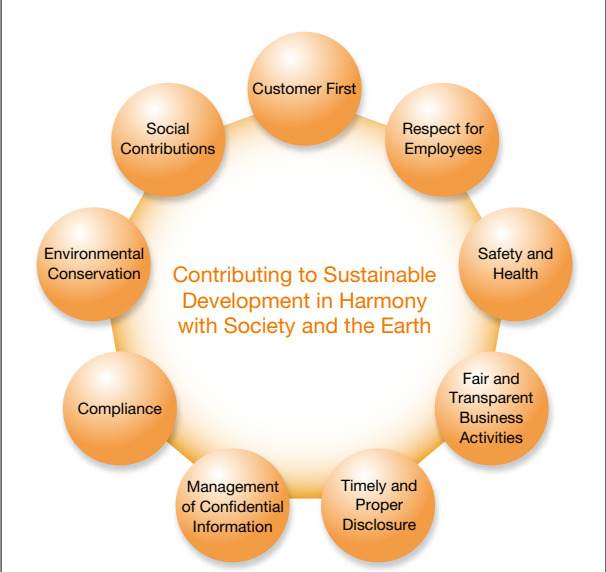 Customer First
Respect for
Employees
Safety and
Health
Fair and
Transparent
Business
Activities
Timely and
Proper
Disclosure
Management
of Confidential
Information
Compliance
Environmental
Conservation
Social
Contributions
Contributing to Sustainable
Development in Harmony
with Society and the Earth